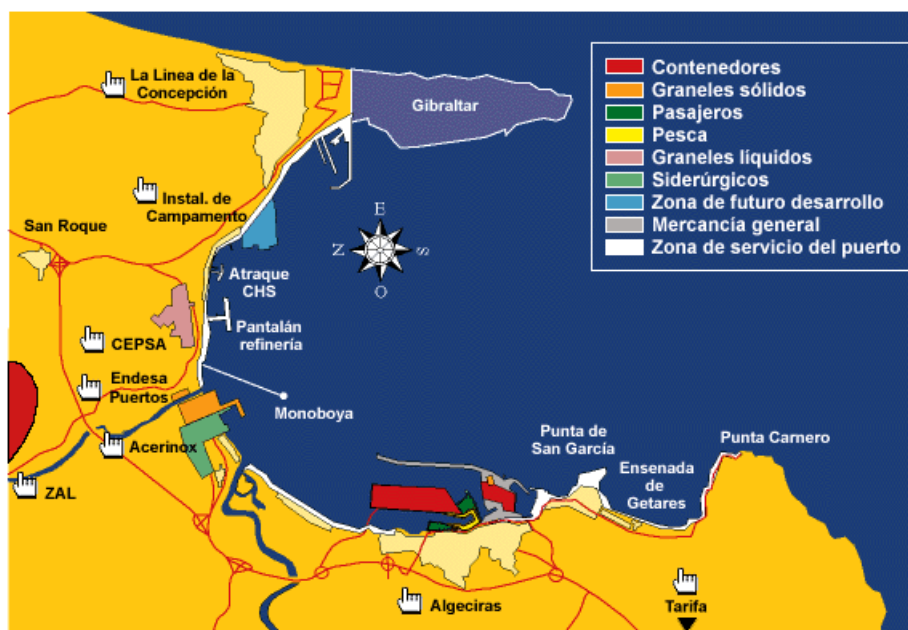 La Linea de la
Concepción
Gibraltar
Contenedores
Graneles sólidos
Pasajeros
Pesca
Graneles líquidos
Siderúrgicos
Zona de futuro desarrollo
Mercancía general
Zona de servicio del puerto
Instal. de
Campamento
San Roque
E
N
S
O
Atraque
CHS
Pantalán
refinería
CEPSA
Endesa
Puertos
Monoboya
Acerinox
ZAL
Punta de
San García
Ensenada
de
Getares
Punta Carnero
Algeciras
Tarifa